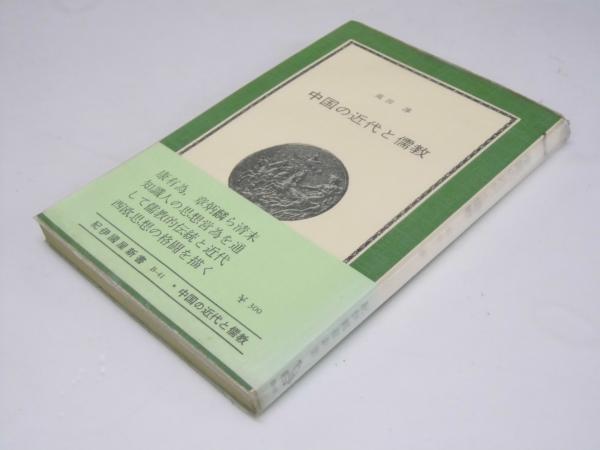 高田 淳
中国の近代と儒教
康有為、章炳麟ら清末
知識人の思想営為を通
して儒教的伝統と近代
西欧思想の格闘を描く
¥ 300
紀伊國屋新書 B-41 ・中国の近代と儒教